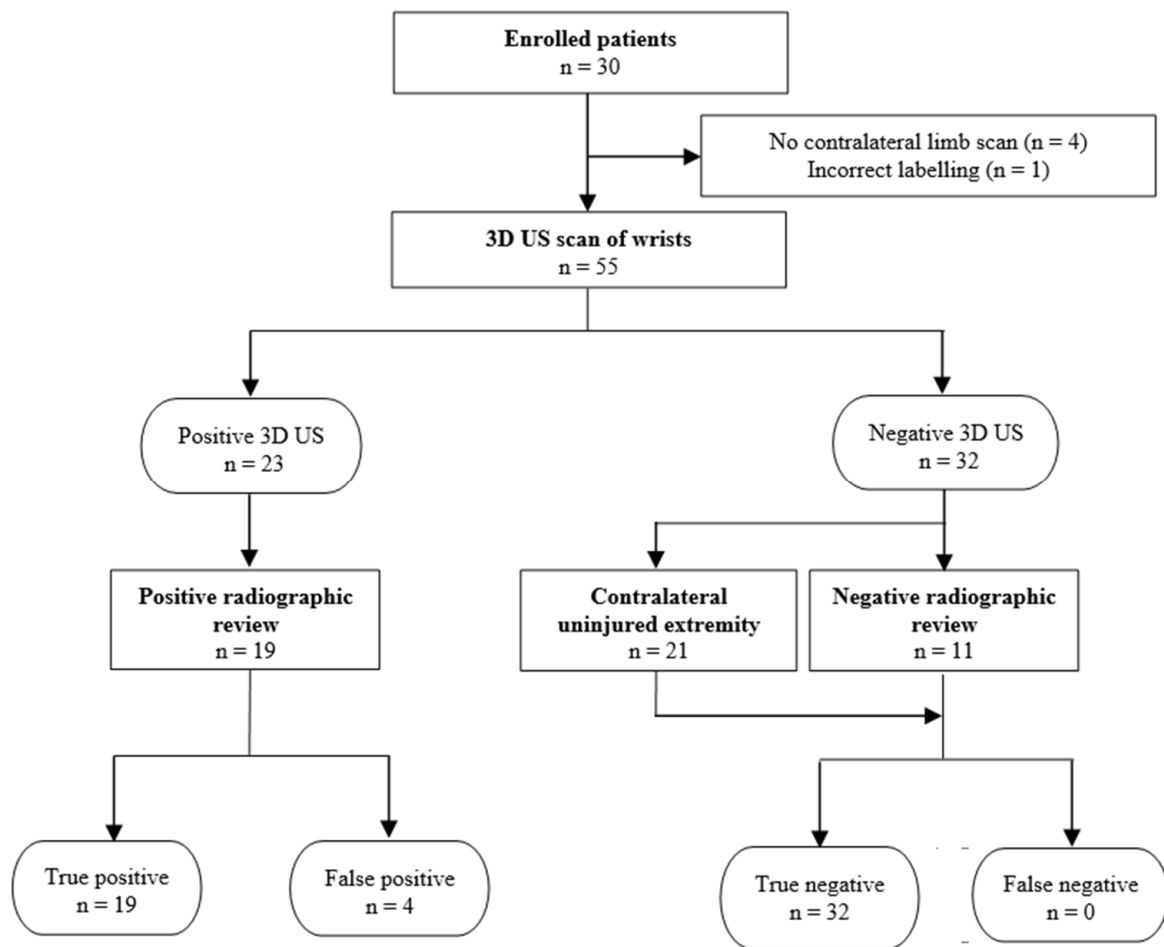 Enrolled patients
n = 30
No contralateral limb scan (n = 4)
Incorrect labelling (n = 1)
3D US scan of wrists
n = 55
Positive 3D US
n = 23
Negative 3D US
n = 32
Positive radiographic
review
n = 19
Contralateral
uninjured extremity
n = 21
Negative radiographic
review
n = 11
True positive
n = 19
False positive
n = 4
True negative
n = 32
False negative
n = 0